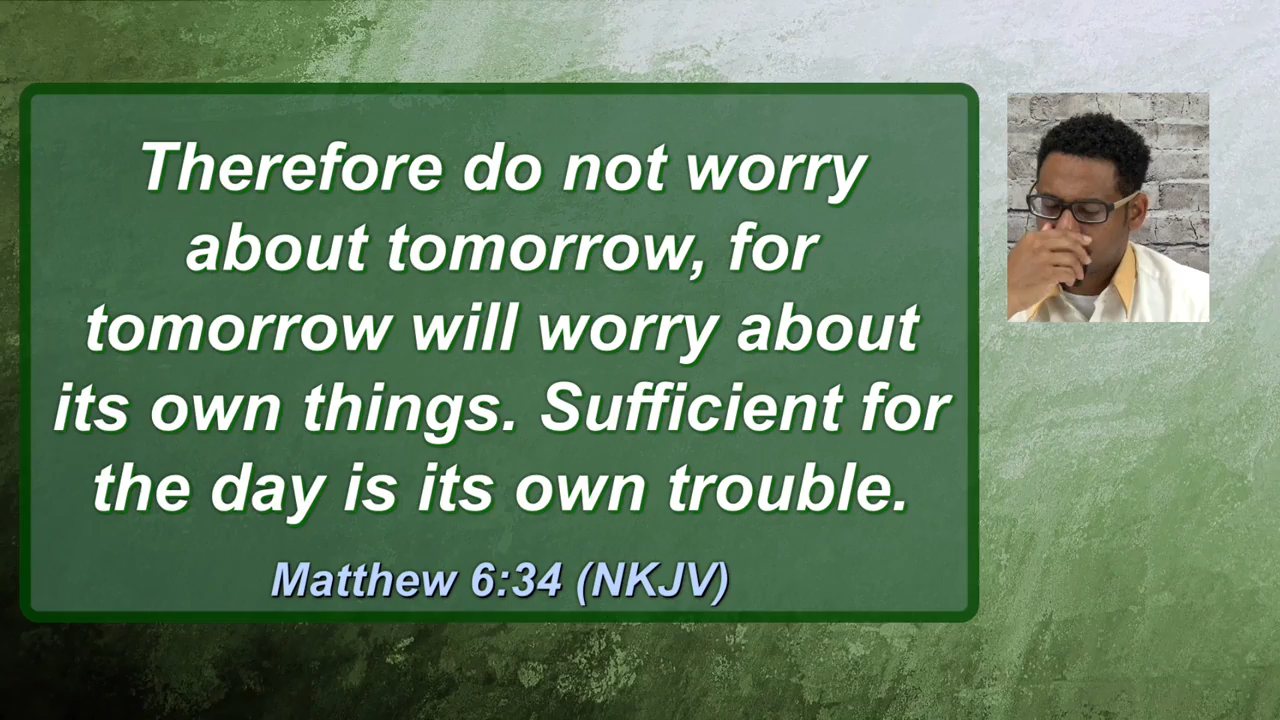 Therefore do not worry
about tomorrow, for
tomorrow will worry about
its own things. Sufficient for
the day is its own trouble.
Matthew 6:34 (NKJV)